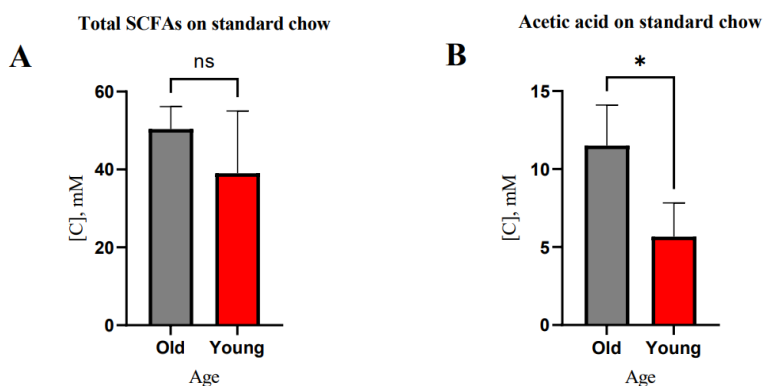 Total SCFAs on standard chow
A
ns
60
40
20
0
[C], mM
Old Young
Age
Acetic acid on standard chow
B
*
15
10
5
0
[C], mM
Old Young
Age